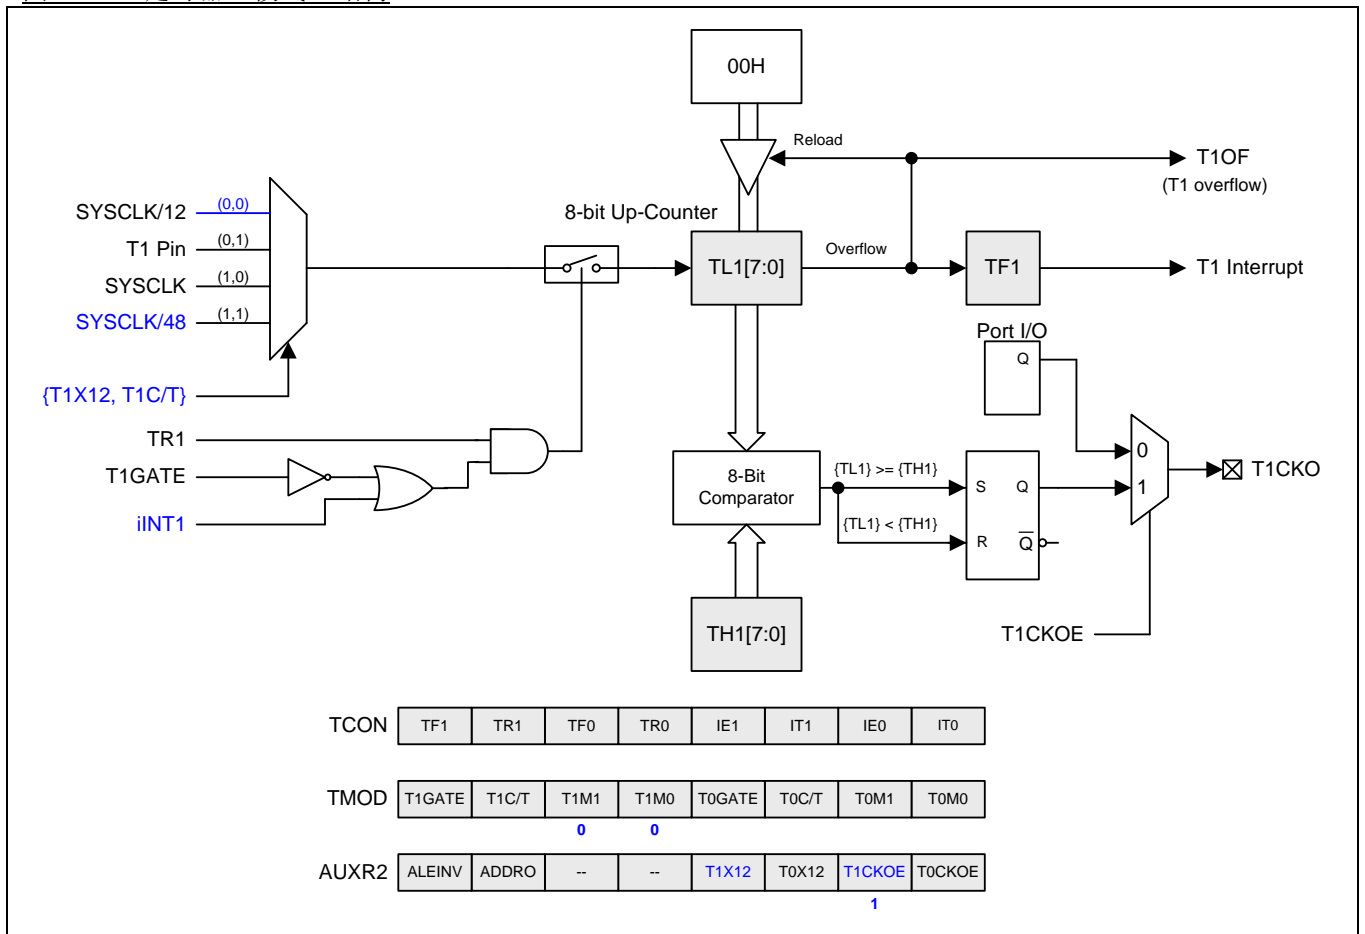 00H
Reload
T1OF
(T1 overflow)
SYSCLK/12 (0,0)
T1 Pin (0,1)
SYSCLK (1,0)
SYSCLK/48 (1,1)
8-bit Up-Counter
TL1[7:0]
Overflow
TF1
T1 Interrupt
{T1X12, T1C/T}
TR1
T1GATE
iINT1
Port I/O
Q
8-Bit
Comparator
{TL1} >= {TH1}
{TL1} < {TH1}
S Q
R Q
0
1
T1CKO
TH1[7:0]
T1CKOE
TCON TF1 TR1 TF0 TR0 IE1 IT1 IE0 IT0
TMOD T1GATE T1C/T T1M1 T1M0 T0GATE T0C/T T0M1 T0M0
0 0
AUXR2 ALEINV ADDRO -- -- T1X12 T0X12 T1CKOE T0CKOE
1